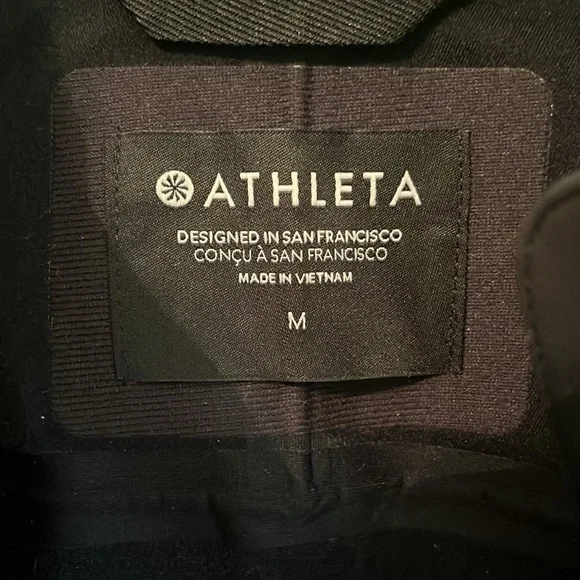 ATHLETA
DESIGNED IN SAN FRANCISCO
CONÇU À SAN FRANCISCO
MADE IN VIETNAM
M